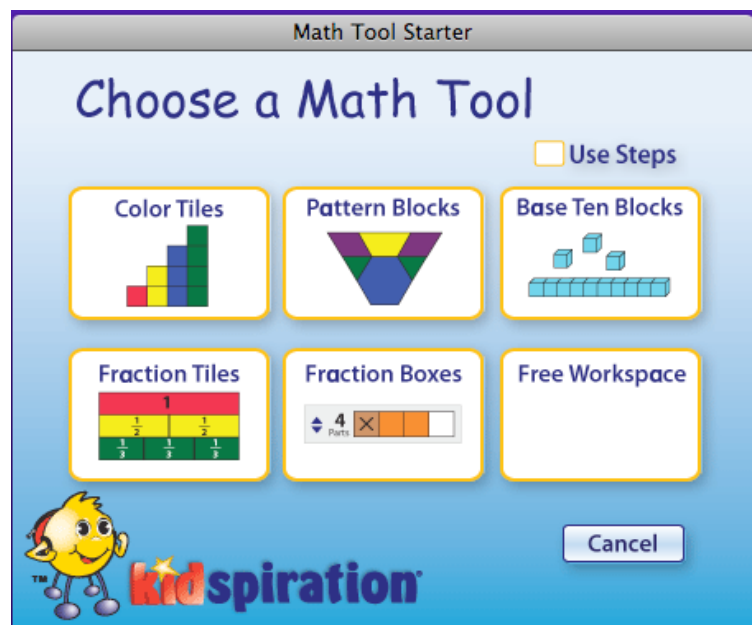 Math Tool Starter
Choose a Math Tool
Use Steps
Color Tiles
Pattern Blocks
Base Ten Blocks
Fraction Tiles
1
1/2 1/2
1/3 1/3 1/3
Fraction Boxes
4
Parts
Free Workspace
Cancel
™
kidspiration®